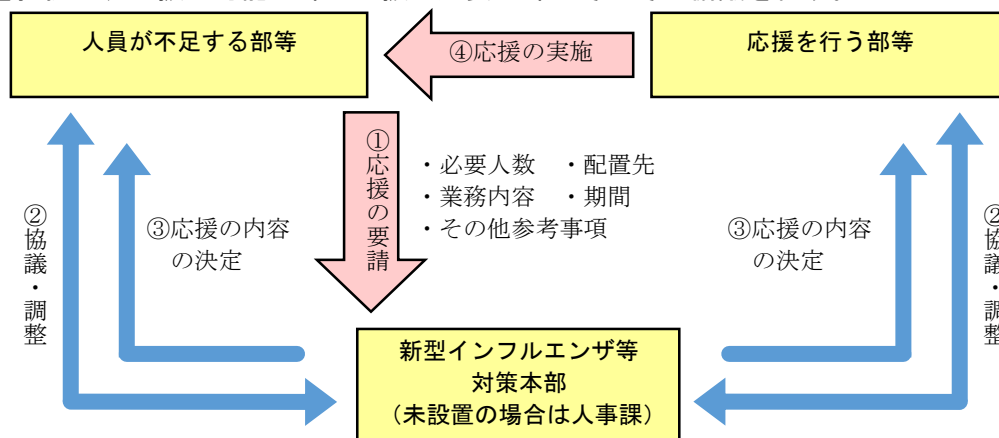 人員が不足する部等
④応援の実施
応援を行う部等
①応援の要請
・必要人数　・配置先
・業務内容　・期間
・その他参考事項
②協議・調整
③応援の内容
の決定
③応援の内容
の決定
②協議・調整
新型インフルエンザ等
対策本部
（未設置の場合は人事課）